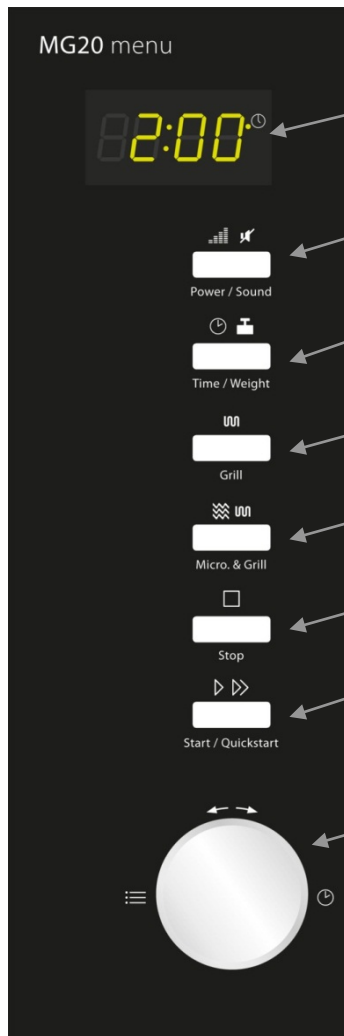 MG20 menu
2:00
Power / Sound
Time / Weight
Grill
Micro. & Grill
Stop
Start / Quickstart